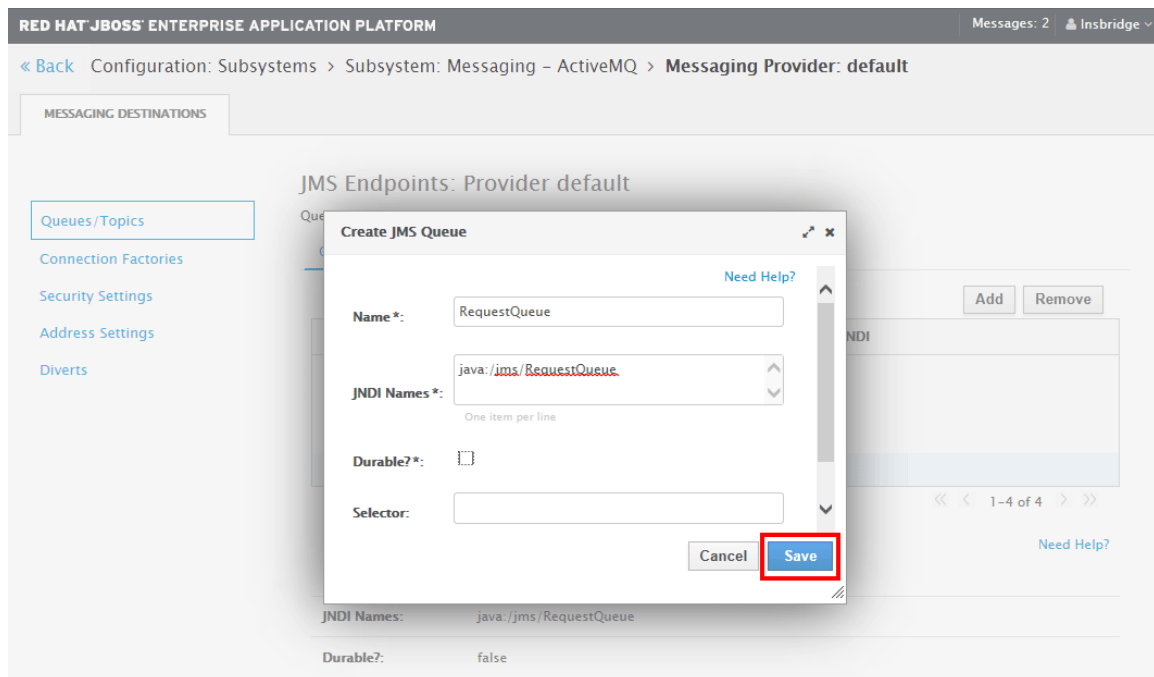 RED HAT JBOSS ENTERPRISE APPLICATION PLATFORM
Messages: 2 Insbridge
« Back Configuration: Subsystems > Subsystem: Messaging – ActiveMQ > Messaging Provider: default
MESSAGING DESTINATIONS
JMS Endpoints: Provider default
Queues/Topics
Connection Factories
Security Settings
Address Settings
Diverts
Que
Create JMS Queue
Need Help?
Name*:
RequestQueue
JNDI Names*:
java:/jms/RequestQueue
One item per line
Durable?*:
Selector:
Cancel
Save
Add
Remove
NDI
1-4 of 4
Need Help?
JNDI Names:
java:/jms/RequestQueue
Durable?:
false